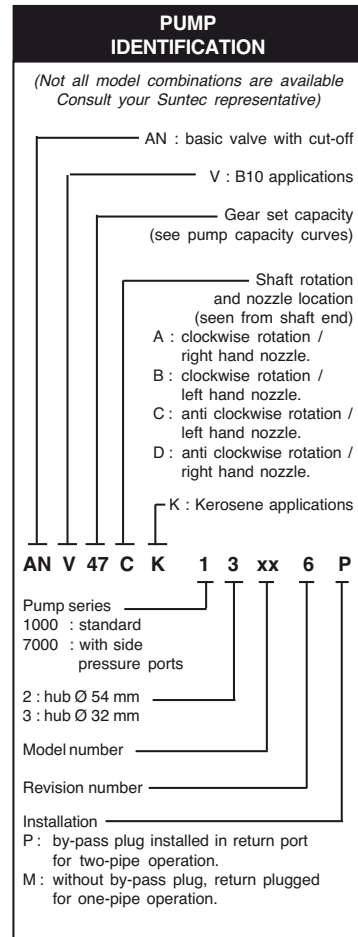 PUMP
IDENTIFICATION
(Not all model combinations are available
Consult your Suntec representative)
AN : basic valve with cut-off
V : B10 applications
Gear set capacity
(see pump capacity curves)
Shaft rotation
and nozzle location
(seen from shaft end)
A : clockwise rotation /
right hand nozzle.
B : clockwise rotation /
left hand nozzle.
C : anti clockwise rotation /
left hand nozzle.
D : anti clockwise rotation /
right hand nozzle.
K : Kerosene applications
AN V 47 C K 1 3 xx 6 P
Pump series
1000 : standard
7000 : with side
pressure ports
2 : hub Ø 54 mm
3 : hub Ø 32 mm
Model number
Revision number
Installation
P : by-pass plug installed in return port
for two-pipe operation.
M : without by-pass plug, return plugged
for one-pipe operation.